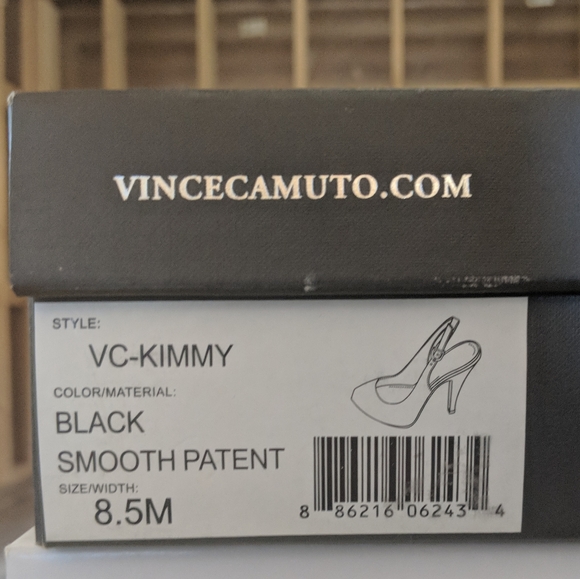 VINCECAMUTO.COM
STYLE:
VC-KIMMY
COLOR/MATERIAL:
BLACK
SMOOTH PATENT
SIZE/WIDTH:
8.5M
8 86216 06243 4